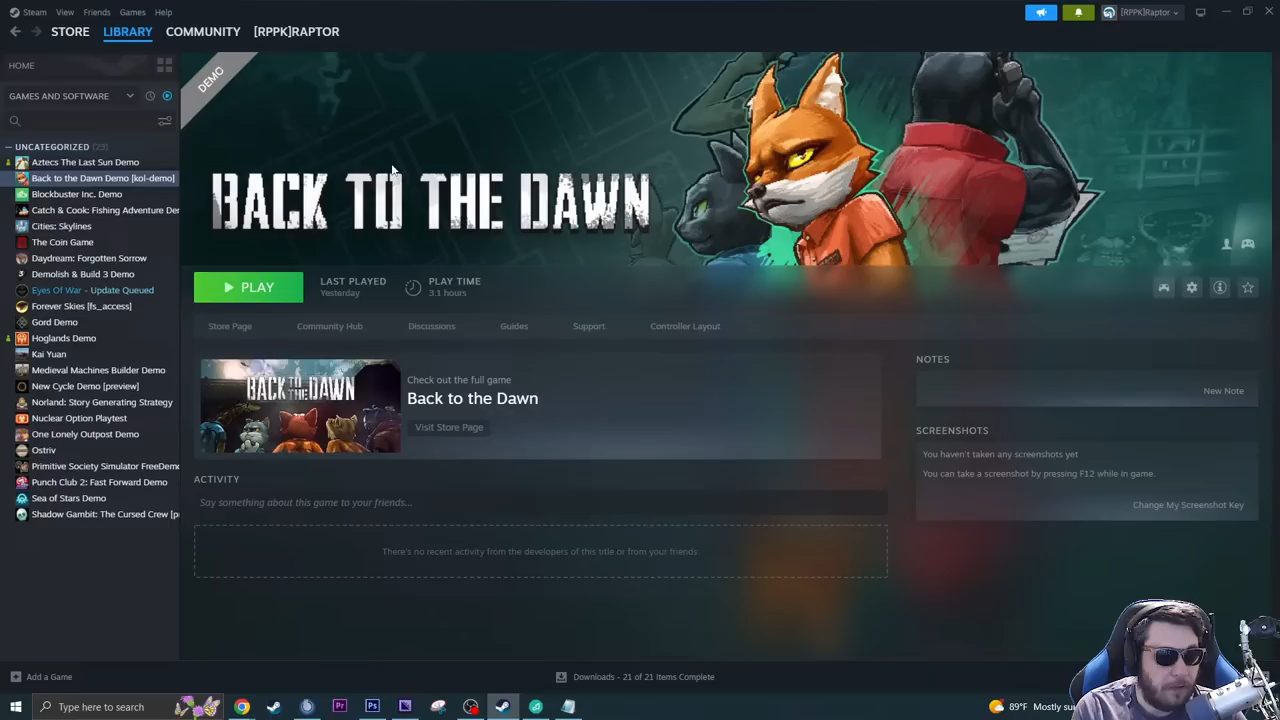 Steam View Friends Games Help
[RPPK]Raptor
STORE LIBRARY COMMUNITY [RPPK]RAPTOR
HOME
GAMES AND SOFTWARE
UNCATEGORIZED (23)
Aztecs The Last Sun Demo
Back to the Dawn Demo [kol-demo]
Blockbuster Inc. Demo
Catch & Cook: Fishing Adventure Der
Cities: Skylines
The Coin Game
Daydream: Forgotten Sorrow
Demolish & Build 3 Demo
Eyes Of War - Update Queued
Forever Skies [fs_access]
Gord Demo
Hoglands Demo
Kai Yuan
Medieval Machines Builder Demo
New Cycle Demo [preview]
Norland: Story Generating Strategy
Nuclear Option Playtest
One Lonely Outpost Demo
Ostriv
Primitive Society Simulator FreeDemo
Punch Club 2: Fast Forward Demo
Sea of Stars Demo
Shadow Gambit: The Cursed Crew [p
DEMO
BACK TO THE DAWN
PLAY
LAST PLAYED
Yesterday
PLAY TIME
3.1 hours
Store Page Community Hub Discussions Guides Support Controller Layout
BACK TO THE DAWN
Check out the full game
Back to the Dawn
Visit Store Page
ACTIVITY
Say something about this game to your friends...
There's no recent activity from the developers of this title or from your friends.
NOTES
New Note
SCREENSHOTS
You haven't taken any screenshots yet
You can take a screenshot by pressing F12 while in game.
Change My Screenshot Key
Add a Game
Downloads - 21 of 21 Items Complete
Type here to search
Pr
Ps
89°F Mostly su